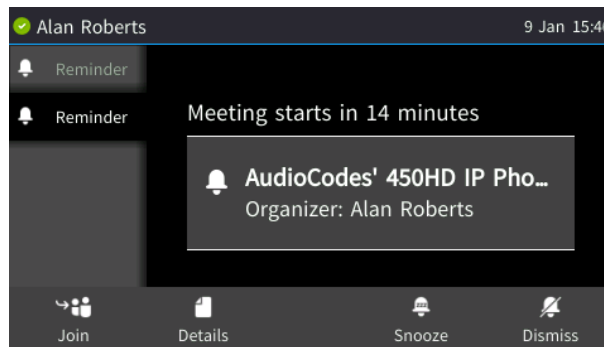 Alan Roberts
9 Jan 15:46
Reminder
Reminder
Meeting starts in 14 minutes
AudioCodes' 450HD IP Pho...
Organizer: Alan Roberts
Join
Details
Snooze
Dismiss